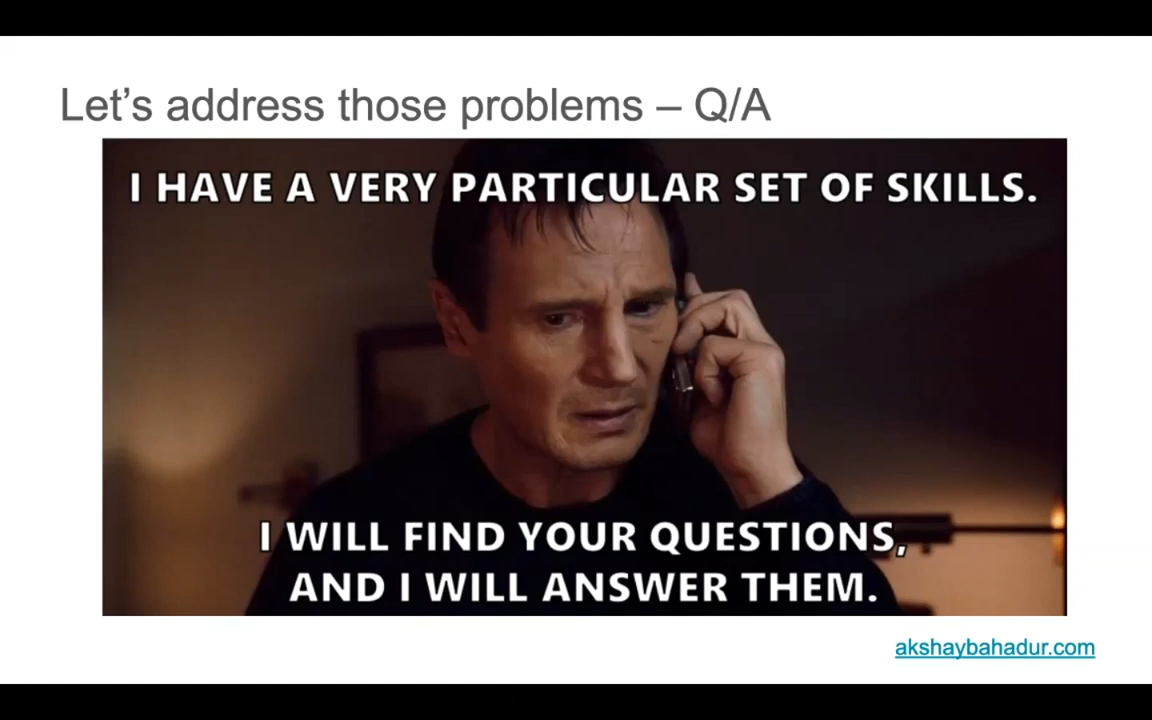 Let’s address those problems – Q/A
I HAVE A VERY PARTICULAR SET OF SKILLS.
I WILL FIND YOUR QUESTIONS,
AND I WILL ANSWER THEM.
akshaybahadur.com